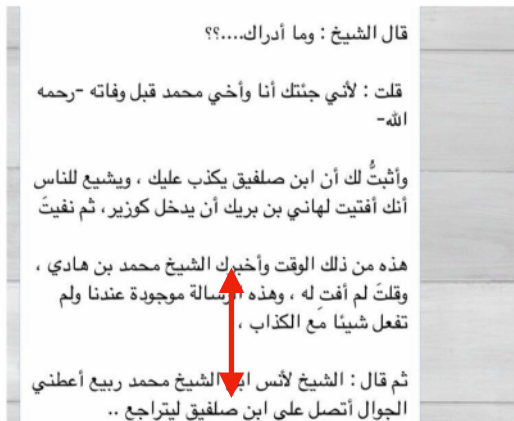 قال الشيخ : وما أدراك....؟؟
قلت : لأني جئتك أنا وأخي محمد قبل وفاته -رحمه
الله-
وأثبتُّ لك أن ابن صلفيق يكذب عليك ، ويشيع للناس
أنك أفتيت لهاني بن بريك أن يدخل كوزير ، ثم نفيتَ
هذه من ذلك الوقت وأخبرك الشيخ محمد بن هادي ،
وقلتَ لم أفتِ له ، وهذه الرسالة موجودة عندنا ولم
تفعل شيئا مع الكذاب ،
ثم قال : الشيخ لأنس ابن الشيخ محمد ربيع أعطني
الجوال أتصل على ابن صلفيق ليتراجع ..